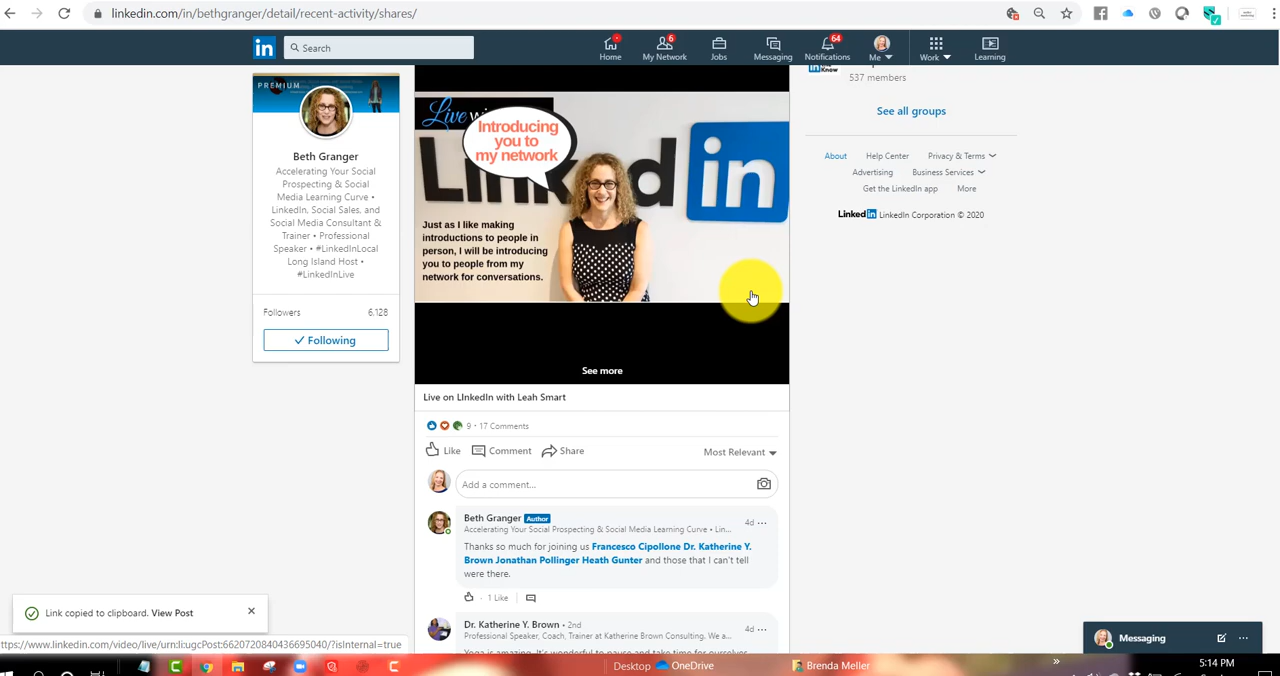 linkedin.com/in/bethgranger/detail/recent-activity/shares/
in Search
Home
6
My Network
Jobs
Messaging
64
Notifications
Me
Work
Learning
PREMIUM
Beth Granger
Accelerating Your Social
Prospecting & Social
Media Learning Curve •
LinkedIn, Social Sales, and
Social Media Consultant &
Trainer • Professional
Speaker • #LinkedInLocal
Long Island Host •
#LinkedInLive
Followers 6,128
Following
Live
Introducing
you to
my network
Linked in
Just as I like making
introductions to people in
person, I will be introducing
you to people from my
network for conversations.
See more
Live on LInkedIn with Leah Smart
9 • 17 Comments
Like Comment Share Most Relevant
Add a comment...
Beth Granger Author 4d
Accelerating Your Social Prospecting & Social Media Learning Curve • Lin...
Thanks so much for joining us Francesco Cipollone Dr. Katherine Y.
Brown Jonathan Pollinger Heath Gunter and those that I can't tell
were there.
1 Like
Dr. Katherine Y. Brown • 2nd 4d
Professional Speaker, Coach, Trainer at Katherine Brown Consulting. We a...
Know
537 members
See all groups
About Help Center Privacy & Terms
Advertising Business Services
Get the LinkedIn app More
Linked in LinkedIn Corporation © 2020
Link copied to clipboard. View Post
https://www.linkedin.com/video/live/urn:li:ugcPost:6620720840436695040/?isInternal=true
Messaging
Desktop OneDrive Brenda Meller
5:14 PM